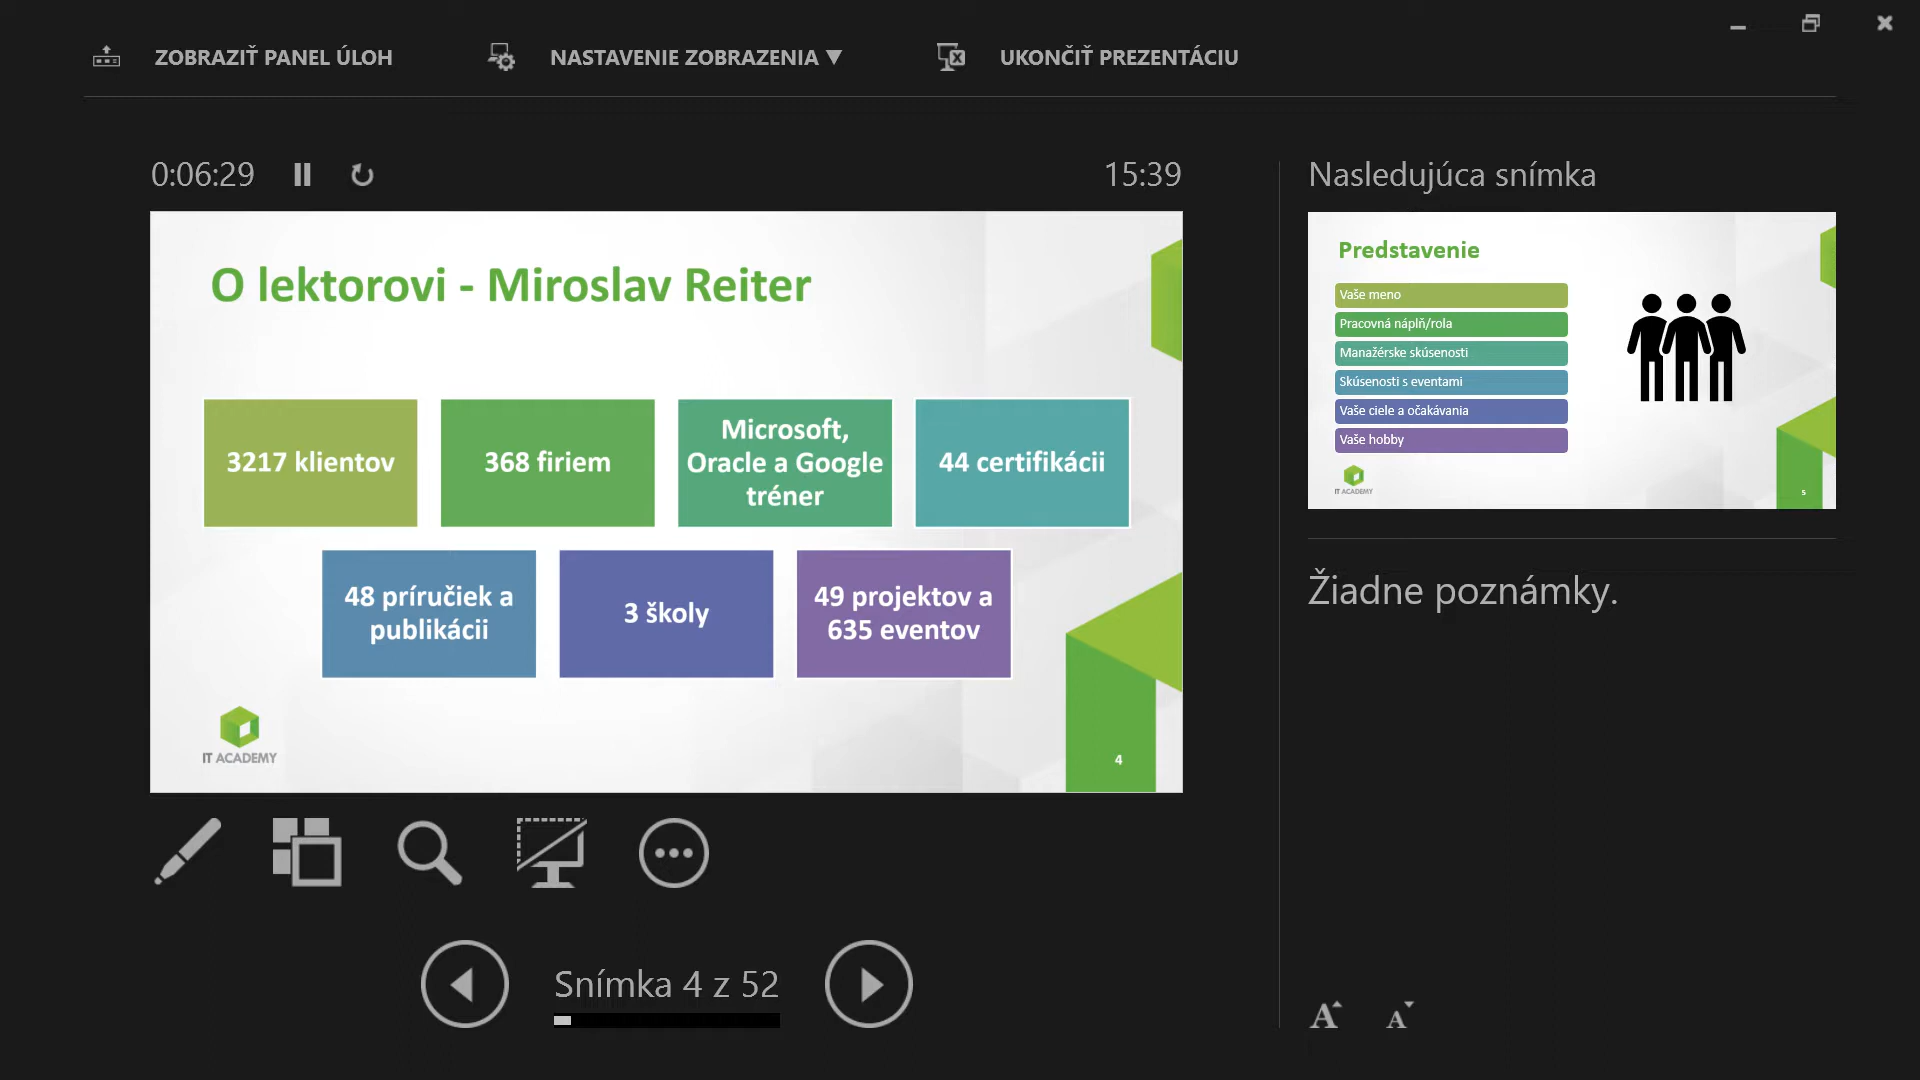 ZOBRAZIŤ PANEL ÚLOH
NASTAVENIE ZOBRAZENIA ▼
UKONČIŤ PREZENTÁCIU
0:06:29
15:39
O lektorovi - Miroslav Reiter
3217 klientov
368 firiem
Microsoft,
Oracle a Google
tréner
44 certifikácii
48 príručiek a
publikácii
3 školy
49 projektov a
635 eventov
IT ACADEMY
4
Snímka 4 z 52
Nasledujúca snímka
Predstavenie
Vaše meno
Pracovná náplň/rola
Manažérske skúsenosti
Skúsenosti s eventami
Vaše ciele a očakávania
Vaše hobby
IT ACADEMY
5
Žiadne poznámky.
A
A